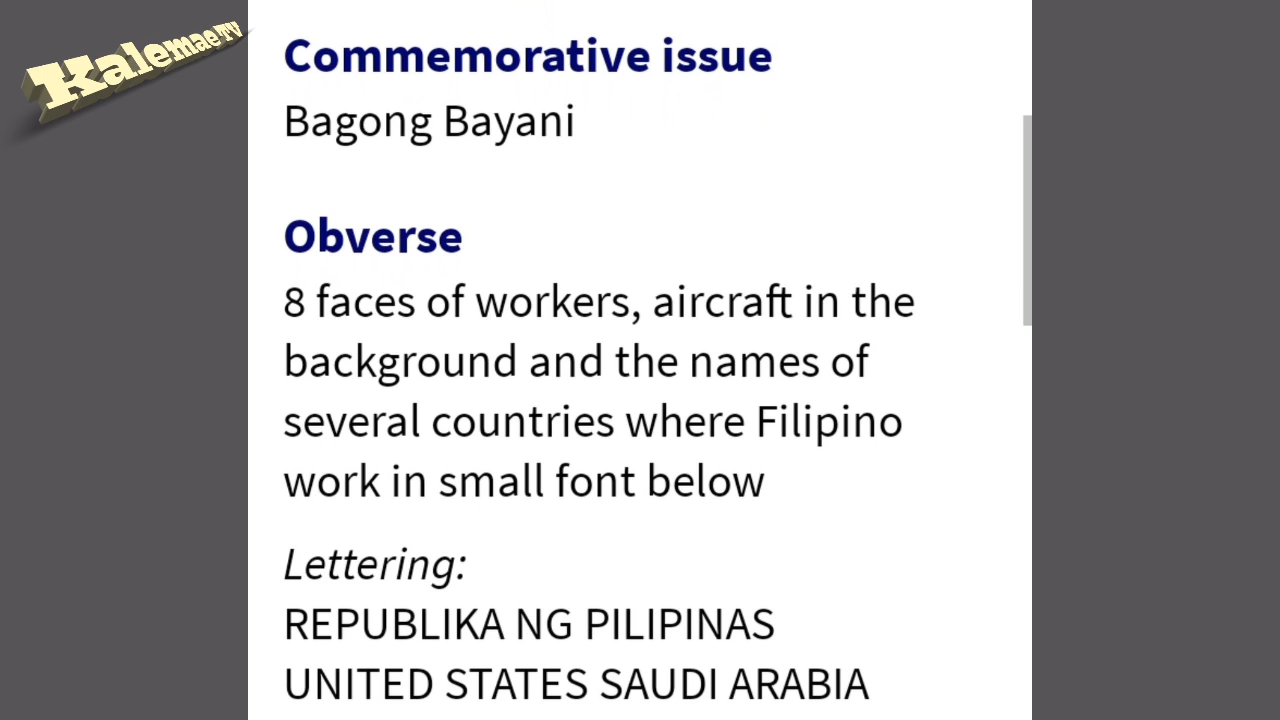 Kalemae TV
Commemorative issue
Bagong Bayani
Obverse
8 faces of workers, aircraft in the
background and the names of
several countries where Filipino
work in small font below
Lettering:
REPUBLIKA NG PILIPINAS
UNITED STATES SAUDI ARABIA